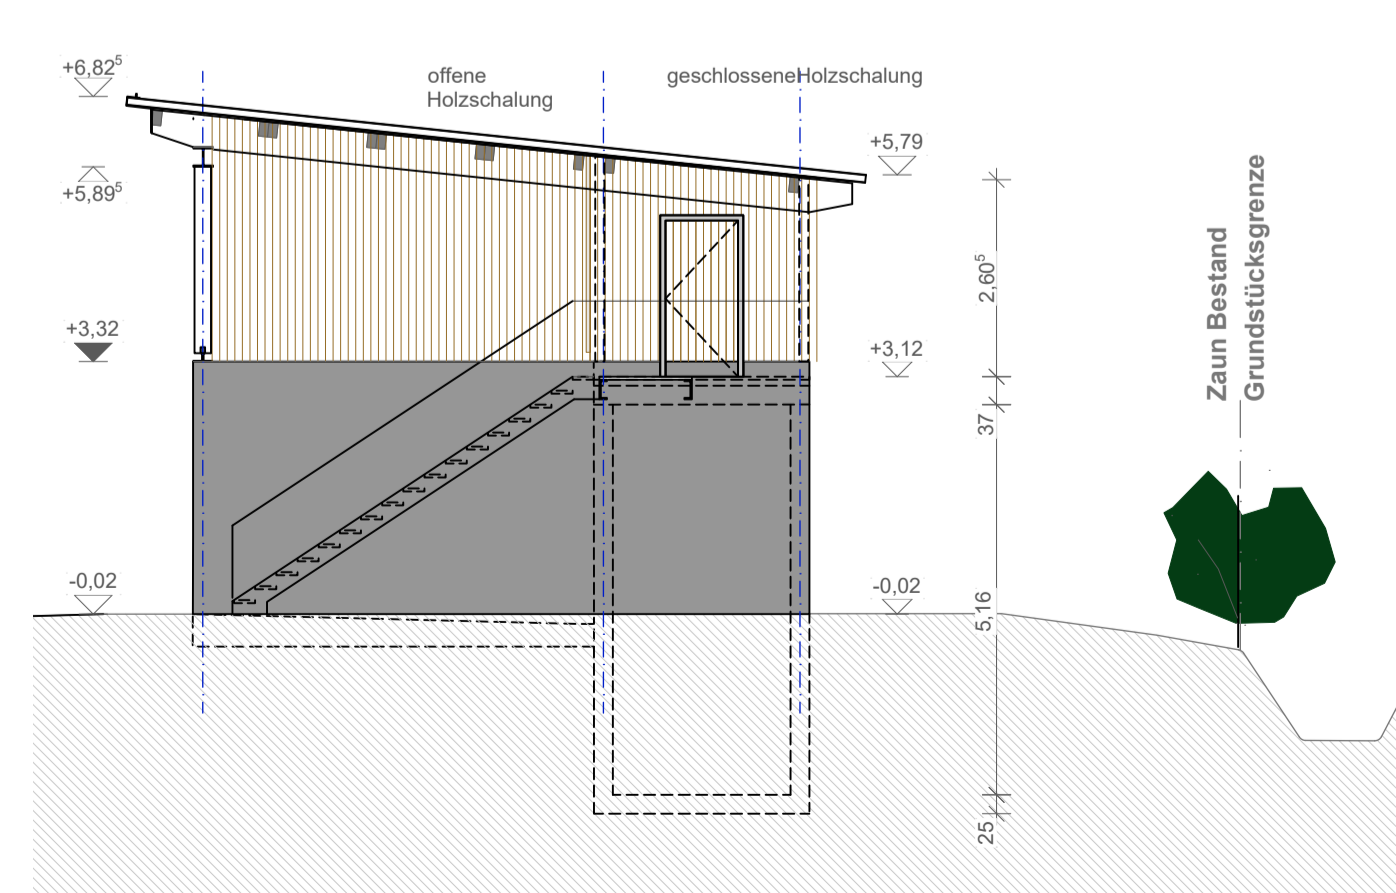 +6,82⁵
offene
Holzschalung
geschlosseneHolzschalung
+5,79
+5,89⁵
Zaun Bestand
Grundstücksgrenze
2,60⁵
+3,32
+3,12
37
-0,02
-0,02
5,16
25